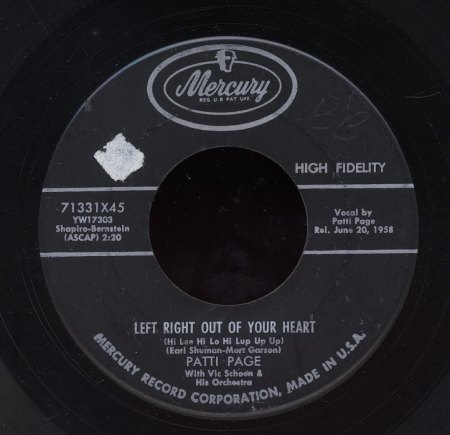 Mercury
REG. U.S. PAT. OFF.
HIGH FIDELITY
71331X45
YW17303
Shapiro-Bernstein
(ASCAP) 2:20
Vocal by
Patti Page
Rel. June 20, 1958
LEFT RIGHT OUT OF YOUR HEART
(Hi Lee Hi Lo Hi Lup Up Up)
(Earl Shuman-Mort Garson)
PATTI PAGE
With Vic Schoen &
His Orchestra
MERCURY RECORD CORPORATION, MADE IN U.S.A.